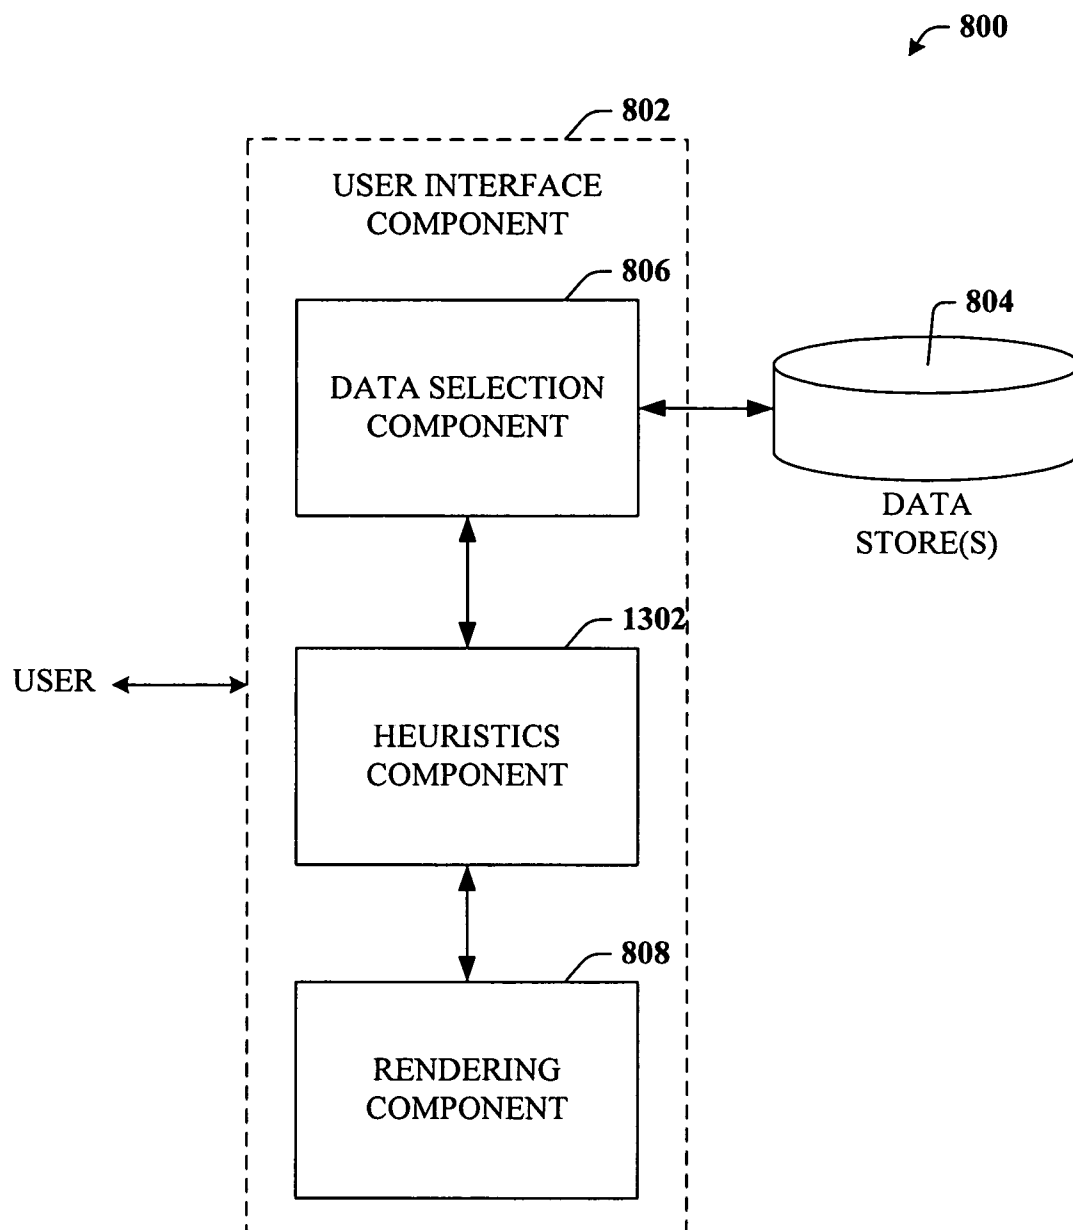 800
802
USER INTERFACE
COMPONENT
806
DATA SELECTION
COMPONENT
804
DATA
STORE(S)
1302
USER
HEURISTICS
COMPONENT
808
RENDERING
COMPONENT